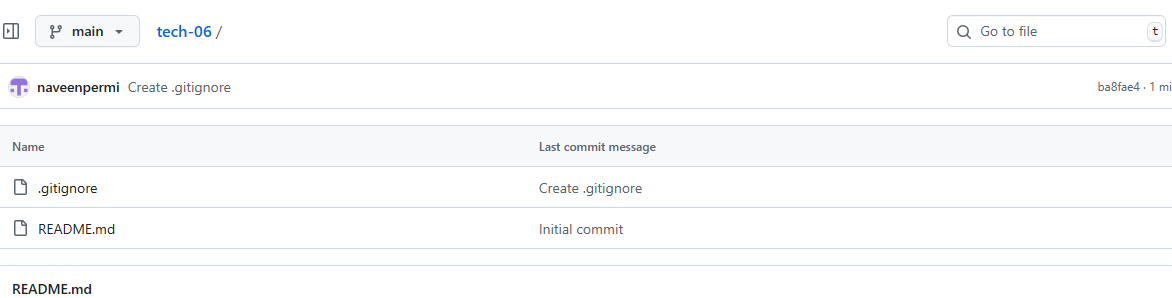 main tech-06 / Go to file t
naveenpermi Create .gitignore ba8fae4 · 1 mi
Name Last commit message
.gitignore Create .gitignore
README.md Initial commit
README.md